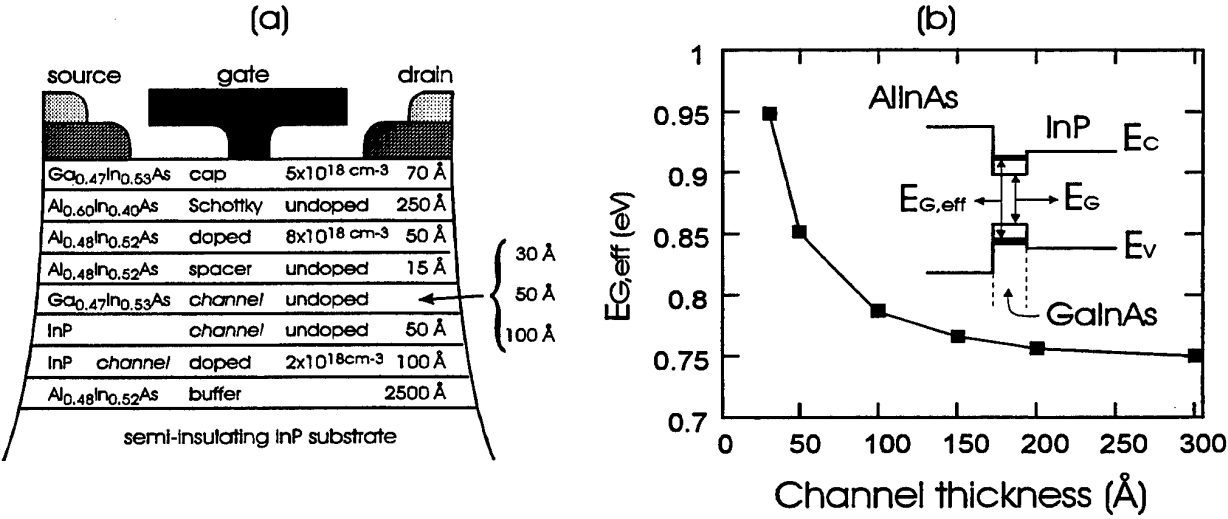 (a)
source gate drain
Ga0.47In0.53As cap 5x10^18 cm-3 70 Å
Al0.60In0.40As Schottky undoped 250 Å
Al0.48In0.52As doped 8x10^18 cm-3 50 Å
Al0.48In0.52As spacer undoped 15 Å
Ga0.47In0.53As channel undoped
30 Å
50 Å
100 Å
InP channel undoped 50 Å
InP channel doped 2x10^18cm-3 100 Å
Al0.48In0.52As buffer 2500 Å
semi-insulating InP substrate
(b)
EG,eff (eV)
1
0.95
0.9
0.85
0.8
0.75
0.7
0 50 100 150 200 250 300
Channel thickness (Å)
AlInAs
InP
EC
EG,eff
EG
EV
GaInAs